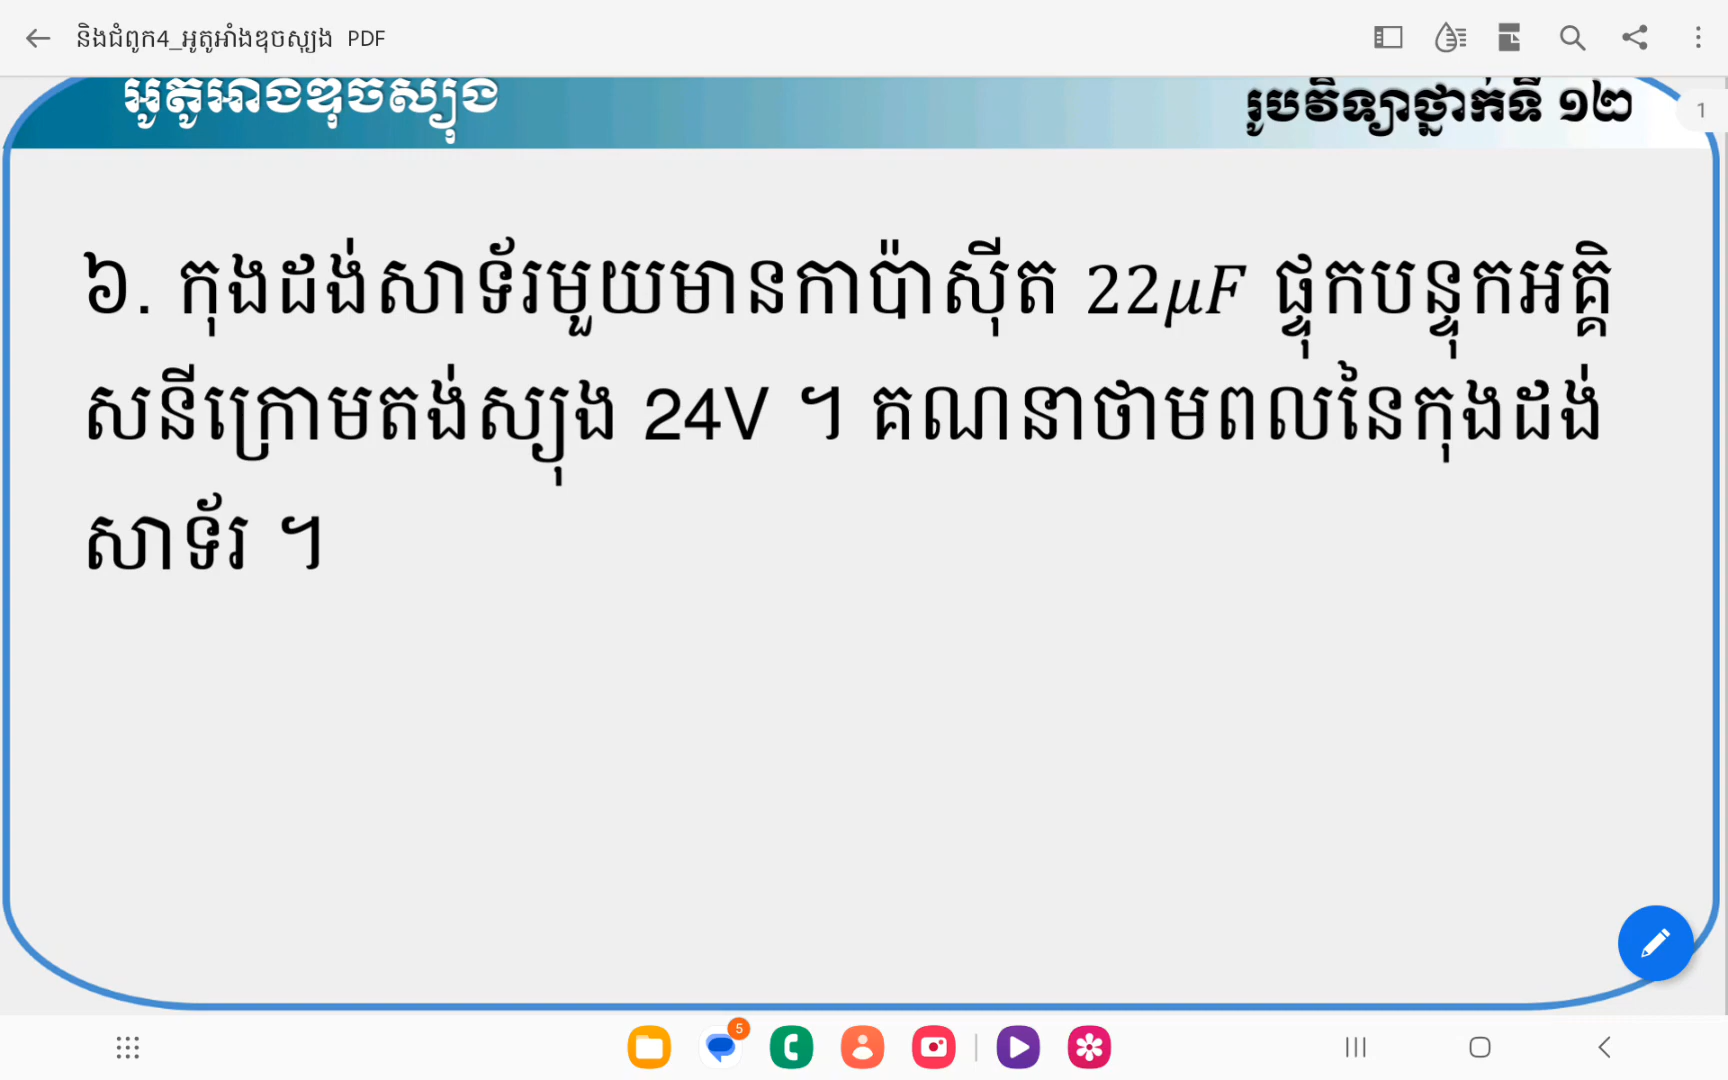 និងជំពូក4_អូតូអាំងឌុចស្យុង PDF
អូតូអាំងឌុចស្យុង
រូបវិទ្យាថ្នាក់ទី ១២
1
៦. កុងដង់សាទ័រមួយមានកាប៉ាស៊ីត 22μF ផ្ទុកបន្ទុកអគ្គិ
សនីក្រោមតង់ស្យុង 24V ។ គណនាថាមពលនៃកុងដង់
សាទ័រ ។
5